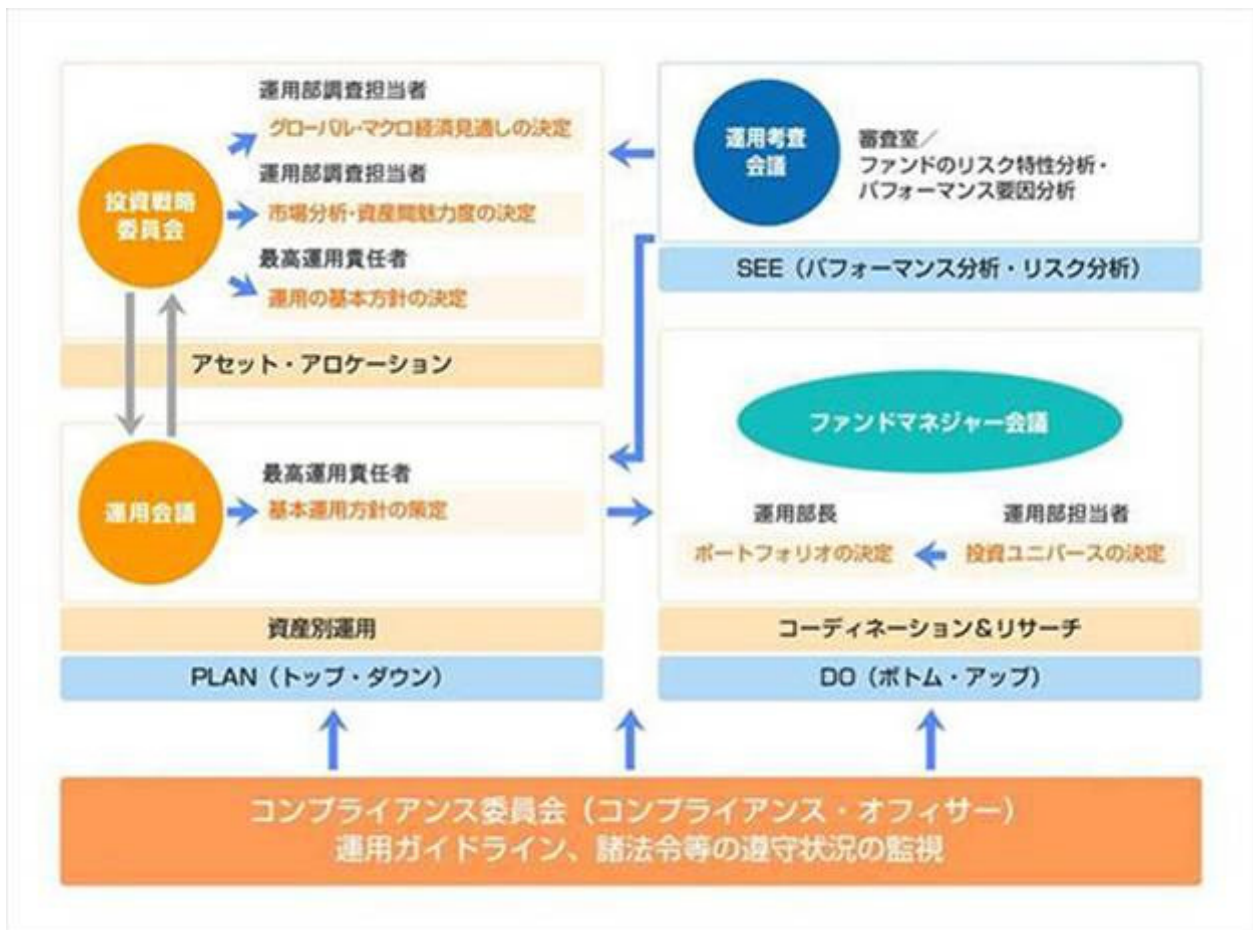 運用部調査担当者
グローバル・マクロ経済見通しの決定
投資戦略
委員会
運用部調査担当者
市場分析・資産間魅力度の決定
最高運用責任者
運用の基本方針の決定
アセット・アロケーション
運用考査
会議
審査室／
ファンドのリスク特性分析・
パフォーマンス要因分析
SEE（パフォーマンス分析・リスク分析）
運用会議
最高運用責任者
基本運用方針の策定
資産別運用
PLAN（トップ・ダウン）
ファンドマネジャー会議
運用部長
ポートフォリオの決定
運用部担当者
投資ユニバースの決定
コーディネーション＆リサーチ
DO（ボトム・アップ）
コンプライアンス委員会（コンプライアンス・オフィサー）
運用ガイドライン、諸法令等の遵守状況の監視